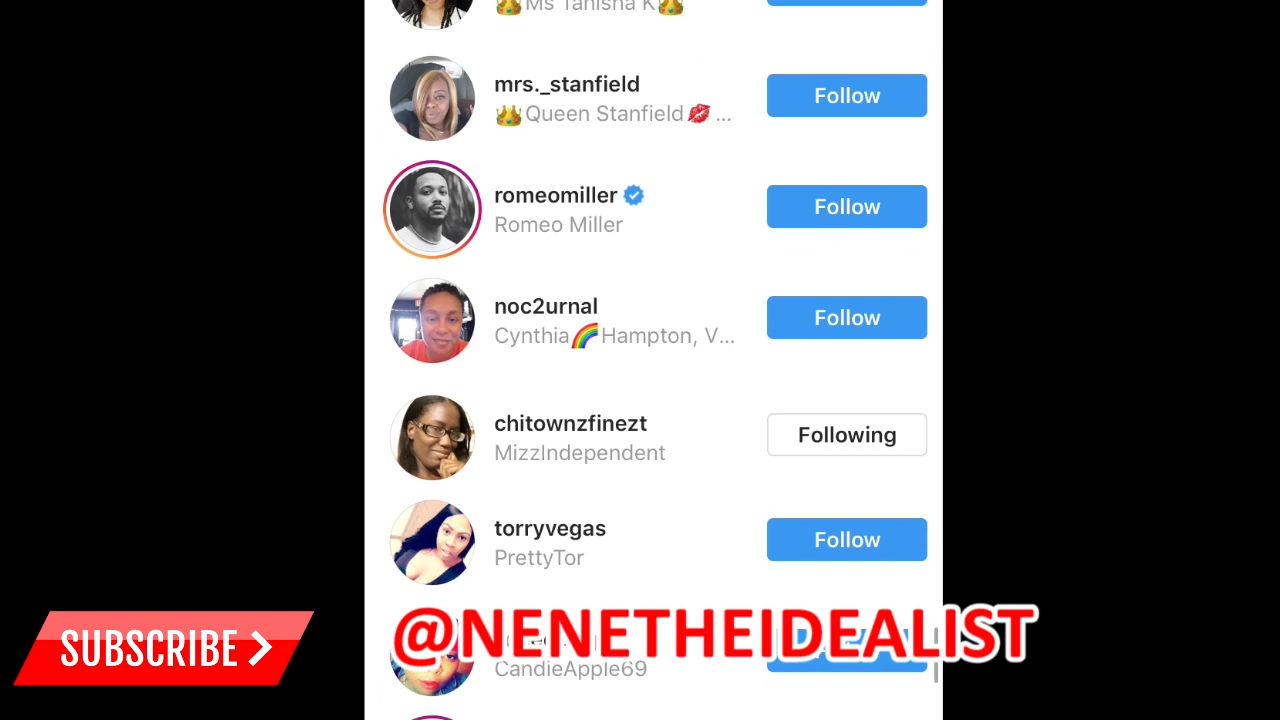 👑Ms Tanisha K👑
mrs._stanfield
Follow
👑Queen Stanfield💋 ...
romeomiller
Follow
Romeo Miller
noc2urnal
Follow
Cynthia🌈Hampton, V...
chitownzfinezt
Following
MizzIndependent
torryvegas
Follow
PrettyTor
@NENETHEIDEALIST
SUBSCRIBE
CandieApple69